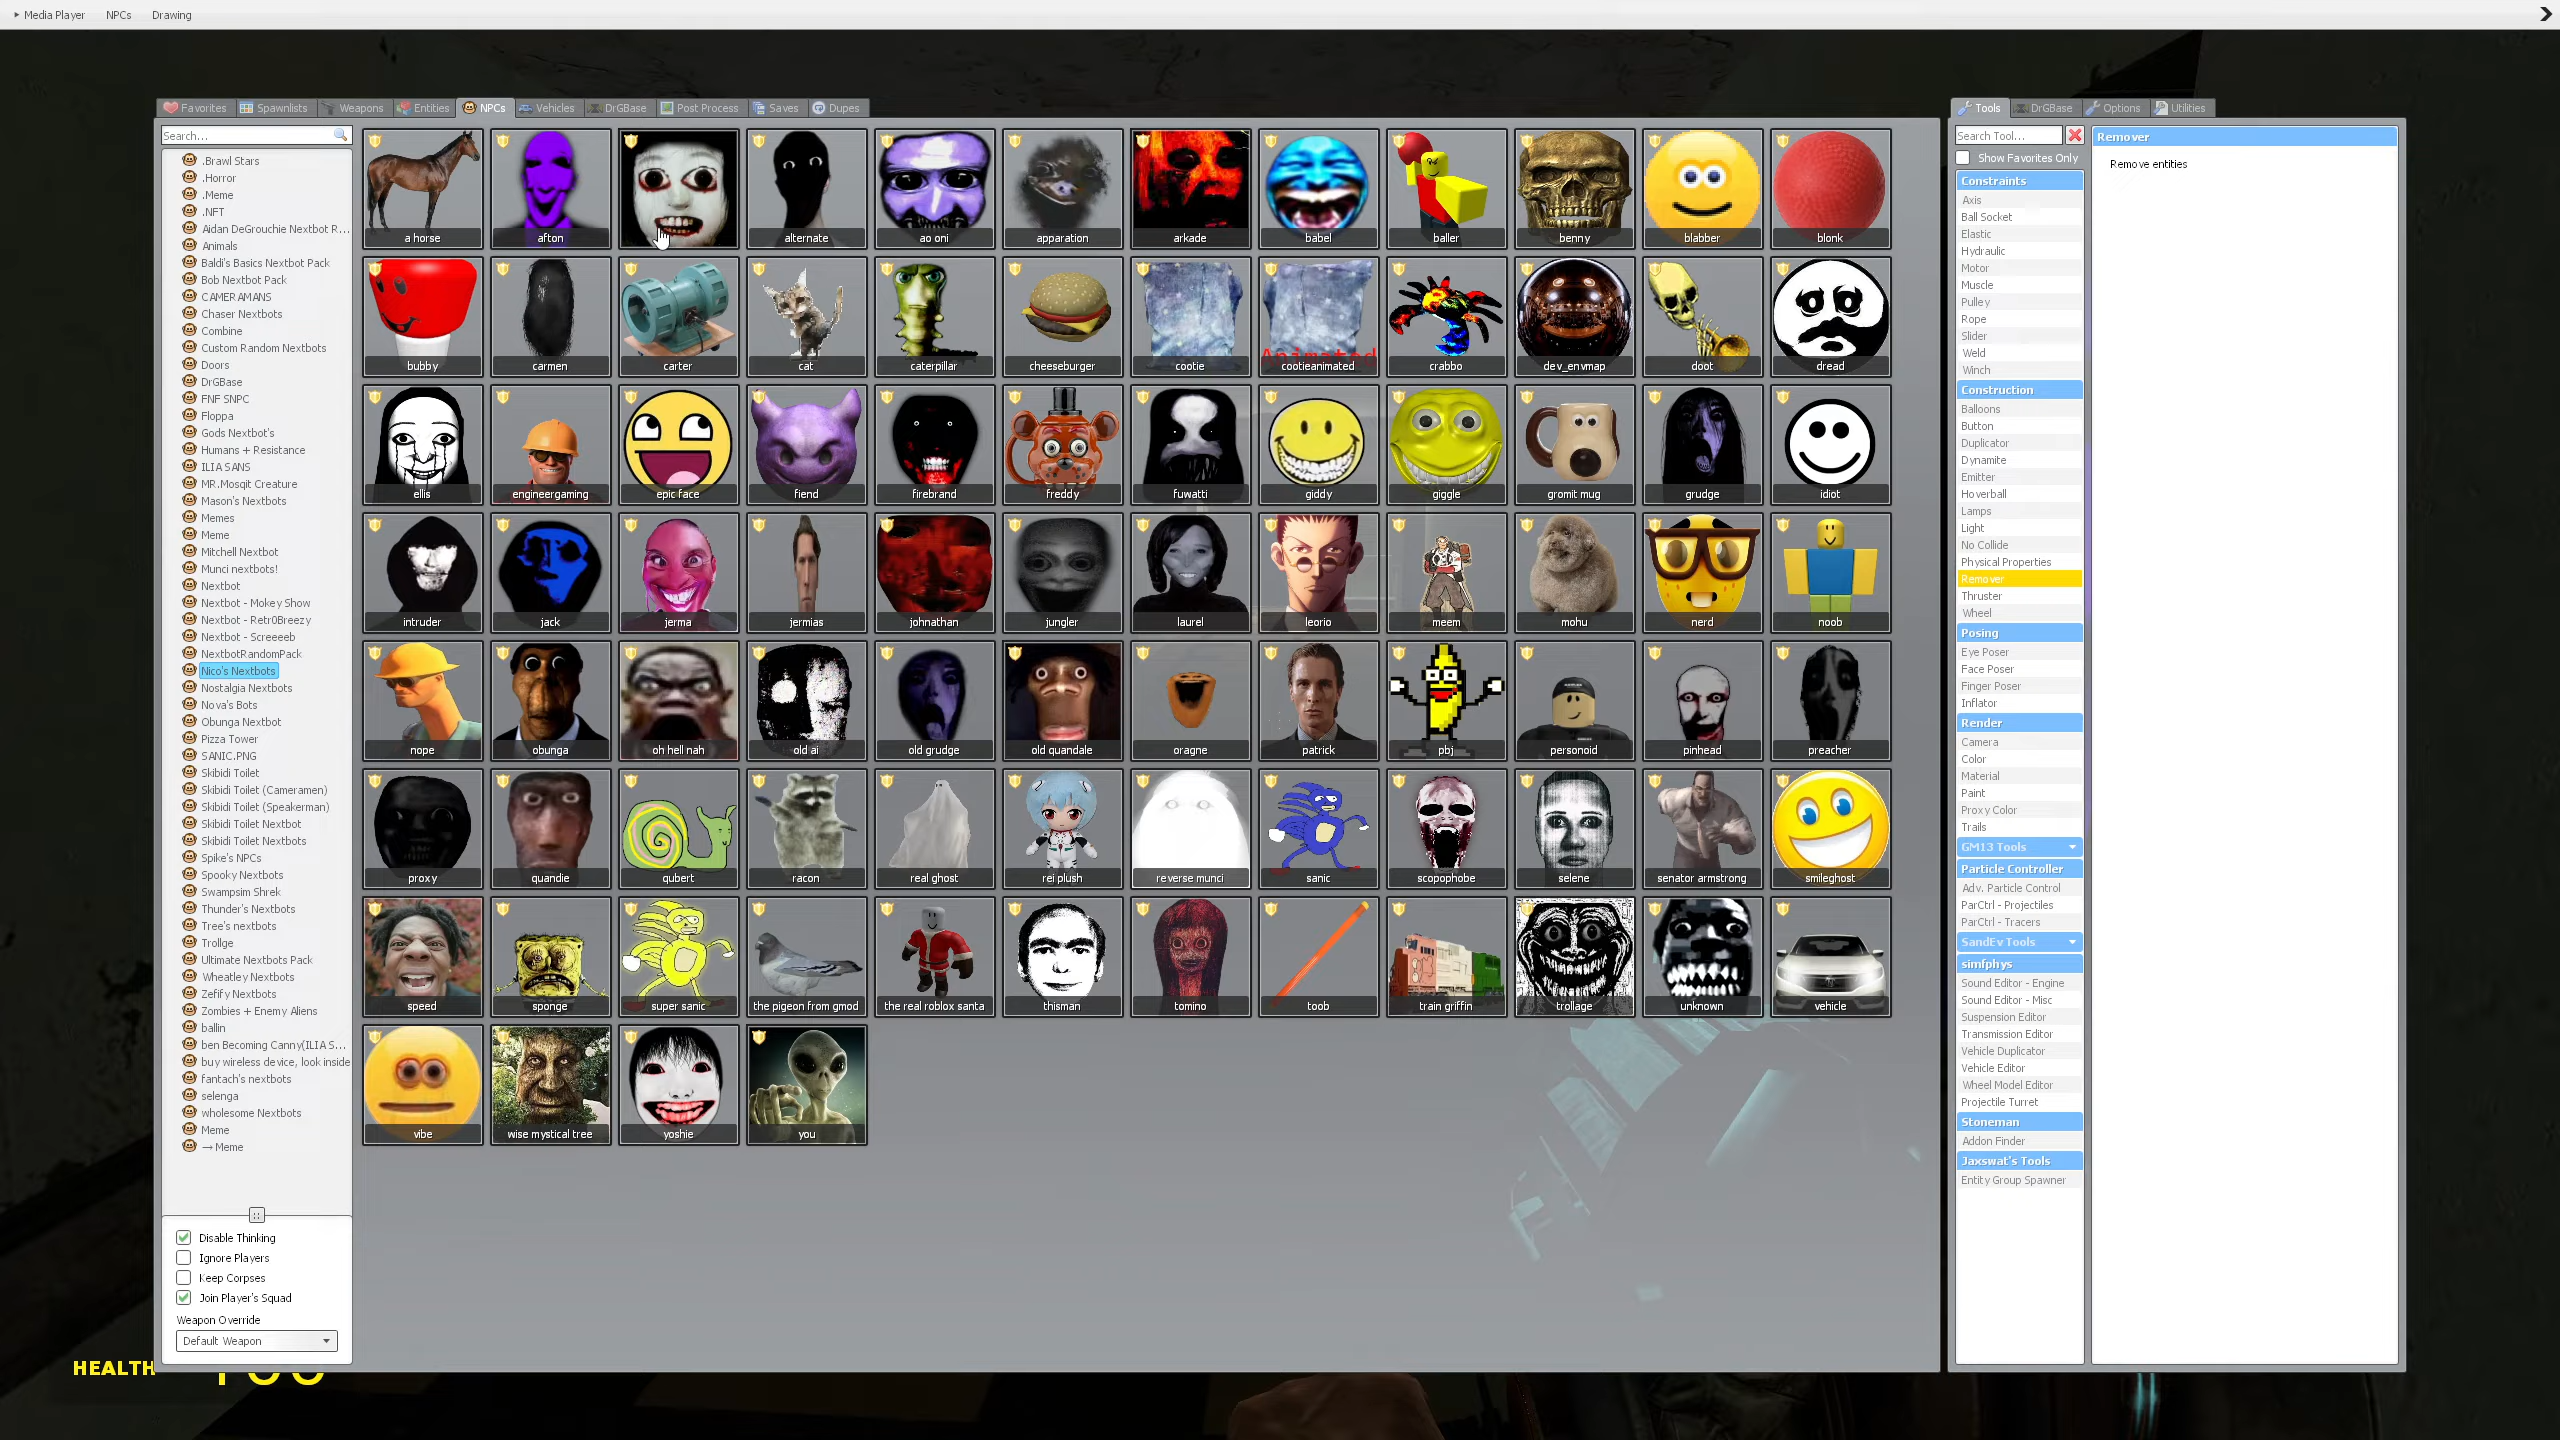 Media Player NPCs Drawing
Favorites Spawnlists Weapons Entities NPCs Vehicles DrGBase Post Process Saves Dupes
Search...
.Brawl Stars
.Horror
.Meme
.NFT
Aidan DeGrouchie Nextbot R...
Animals
Baldi's Basics Nextbot Pack
Bob Nextbot Pack
CAMERAMANS
Chaser Nextbots
Combine
Custom Random Nextbots
Doors
DrGBase
FNF SNPC
Floppa
Gods Nextbot's
Humans + Resistance
ILIA SANS
MR.Mosqit Creature
Mason's Nextbots
Memes
Meme
Mitchell Nextbot
Munci nextbots!
Nextbot
Nextbot - Mokey Show
Nextbot - Retr0Breezy
Nextbot - Screeeeb
NextbotRandomPack
Nico's Nextbots
Nostalgia Nextbots
Nova's Bots
Obunga Nextbot
Pizza Tower
SANIC.PNG
Skibidi Toilet
Skibidi Toilet (Cameramen)
Skibidi Toilet (Speakerman)
Skibidi Toilet Nextbot
Skibidi Toilet Nextbots
Spike's NPCs
Spooky Nextbots
Swampsim Shrek
Thunder's Nextbots
Tree's nextbots
Trollge
Ultimate Nextbots Pack
Wheatley Nextbots
Zefify Nextbots
Zombies + Enemy Aliens
ballin
ben Becoming Canny(ILIA S...
buy wireless device, look inside
fantach's nextbots
selenga
wholesome Nextbots
Meme
→ Meme
Disable Thinking
Ignore Players
Keep Corpses
Join Player's Squad
Weapon Override
Default Weapon
HEALTH
a horse afton alternate ao oni apparation arkade babel baller benny blabber blonk
bubby carmen carter cat caterpillar cheeseburger cootie cootieanimated crabbo dev_envmap doot dread
Animated
ellis engineergaming epic face fiend firebrand freddy fuwatti giddy giggle gromit mug grudge idiot
intruder jack jerma jermias johnathan jungler laurel leorio meem mohu nerd noob
nope obunga oh hell nah old ai old grudge old quandale oragne patrick pbj personoid pinhead preacher
proxy quandie qubert racon real ghost rei plush reverse munci sanic scopophobe selene senator armstrong smileghost
speed sponge super sanic the pigeon from gmod the real roblox santa thisman tomino toob train griffin trollage unknown vehicle
vibe wise mystical tree yoshie you
Tools DrGBase Options Utilities
Search Tool...
Show Favorites Only
Constraints
Axis
Ball Socket
Elastic
Hydraulic
Motor
Muscle
Pulley
Rope
Slider
Weld
Winch
Construction
Balloons
Button
Duplicator
Dynamite
Emitter
Hoverball
Lamps
Light
No Collide
Physical Properties
Remover
Thruster
Wheel
Posing
Eye Poser
Face Poser
Finger Poser
Inflator
Render
Camera
Color
Material
Paint
Proxy Color
Trails
GM13 Tools
Particle Controller
Adv. Particle Control
ParCtrl - Projectiles
ParCtrl - Tracers
SandEv Tools
simfphys
Sound Editor - Engine
Sound Editor - Misc
Suspension Editor
Transmission Editor
Vehicle Duplicator
Vehicle Editor
Wheel Model Editor
Projectile Turret
Stoneman
Addon Finder
Jaxswat's Tools
Entity Group Spawner
Remover
Remove entities